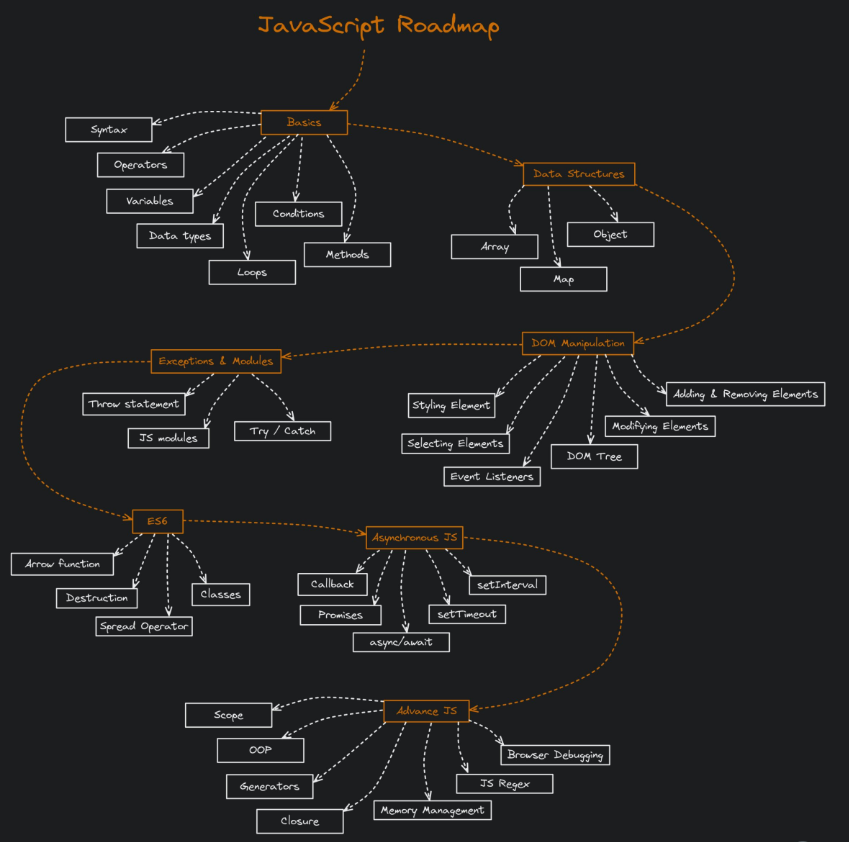 JavaScript Roadmap
Basics
Syntax
Operators
Variables
Data types
Loops
Conditions
Methods
Data Structures
Array
Map
Object
DOM Manipulation
Styling Element
Selecting Elements
Event Listeners
DOM Tree
Modifying Elements
Adding & Removing Elements
Exceptions & Modules
Throw statement
JS modules
Try / Catch
ES6
Arrow function
Destruction
Spread Operator
Classes
Asynchronous JS
Callback
Promises
async/await
setTimeout
setInterval
Advance JS
Scope
OOP
Generators
Closure
Memory Management
JS Regex
Browser Debugging